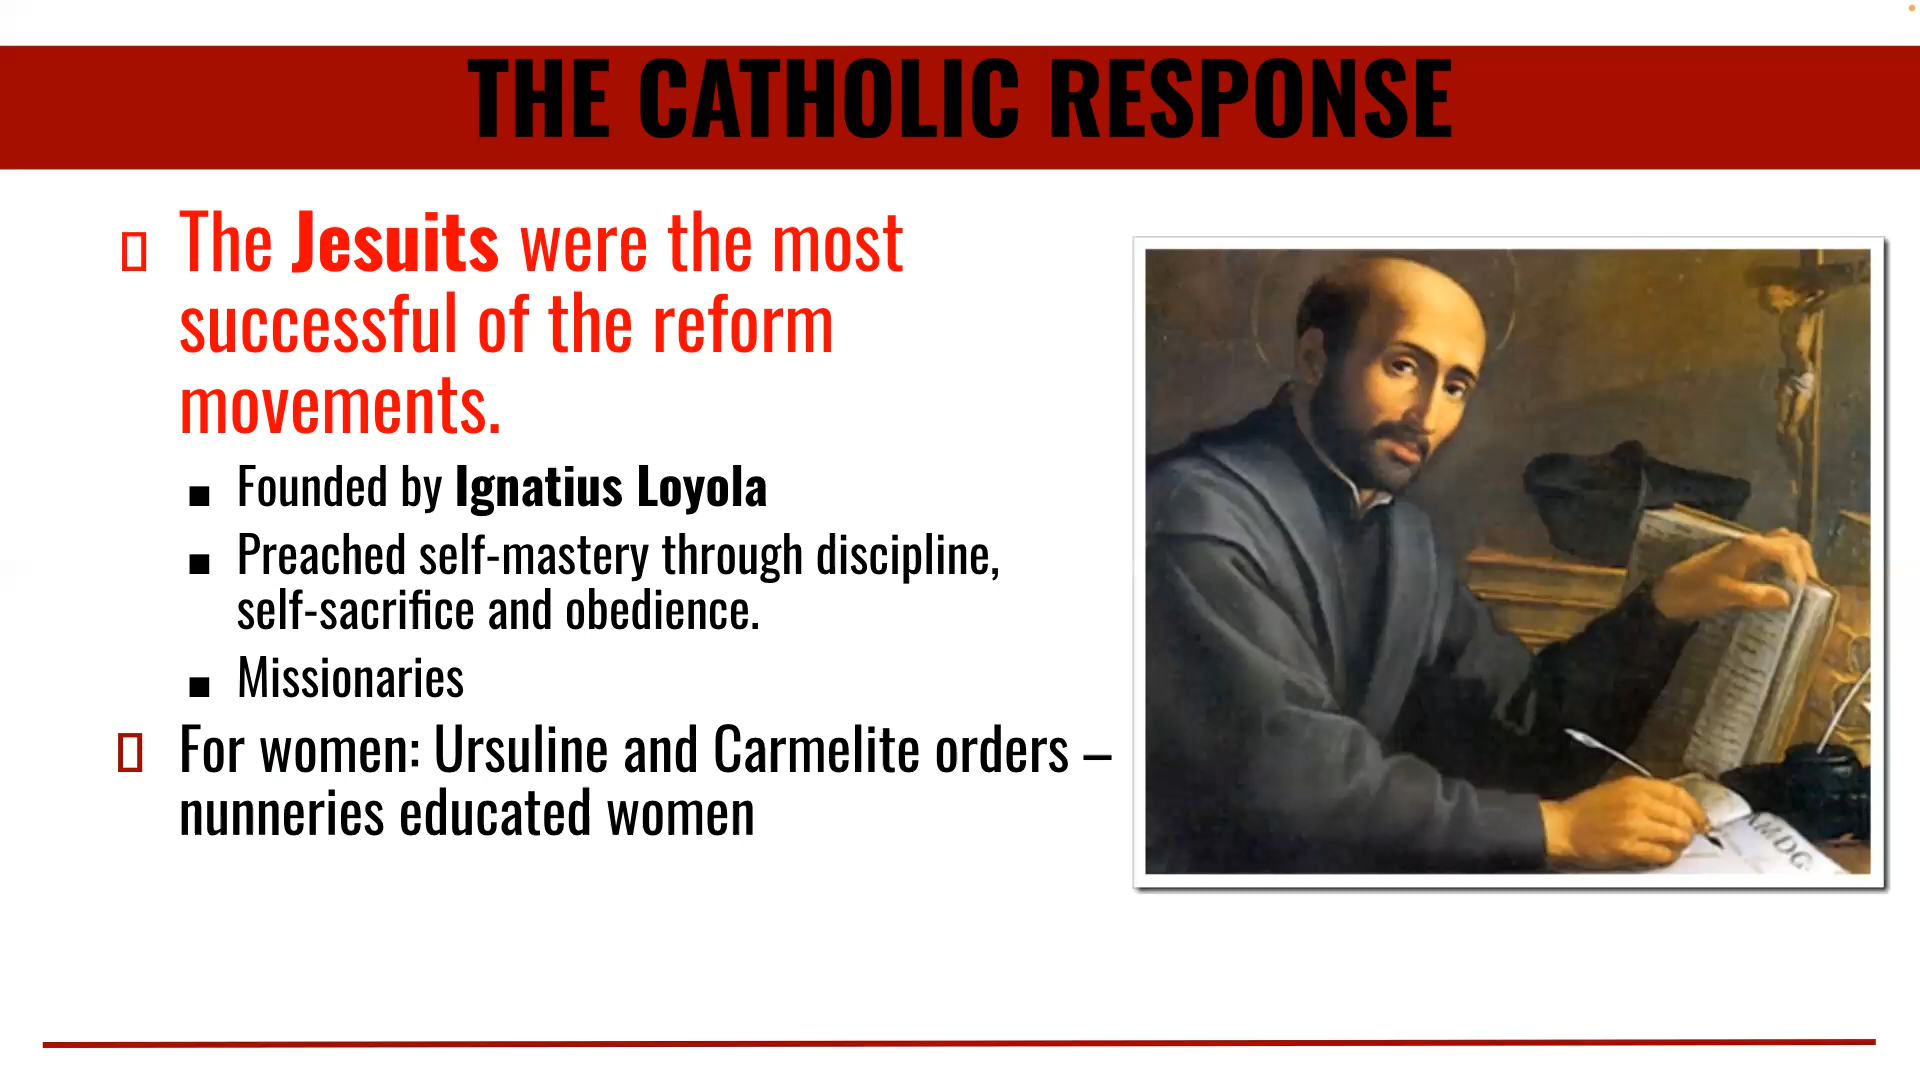 THE CATHOLIC RESPONSE
The Jesuits were the most
successful of the reform
movements.
■ Founded by Ignatius Loyola
■ Preached self-mastery through discipline,
self-sacrifice and obedience.
■ Missionaries
For women: Ursuline and Carmelite orders –
nunneries educated women
AMDG